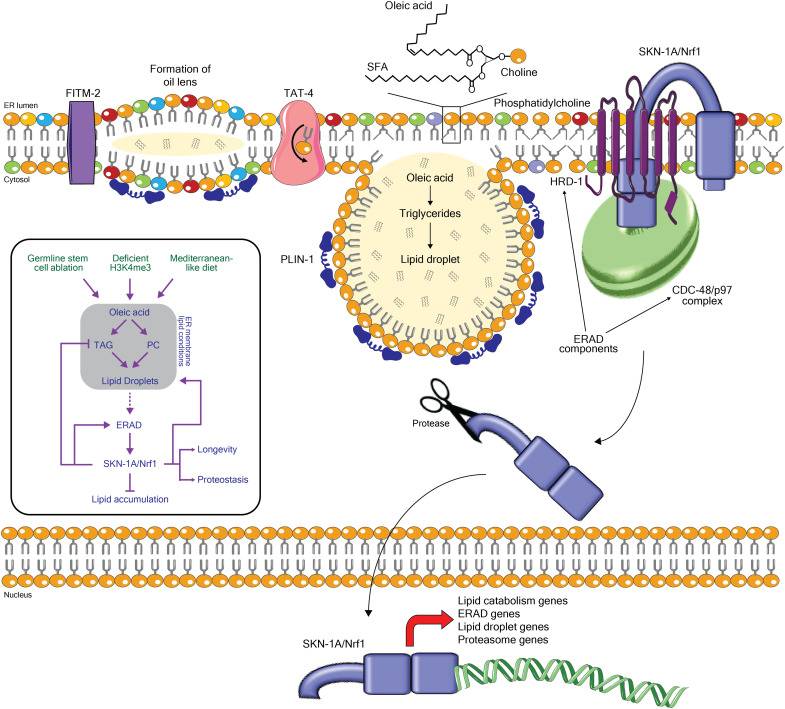 Oleic acid
SFA
Choline
SKN-1A/Nrf1
Formation of
oil lens
FITM-2
TAT-4
Phosphatidylcholine
ER lumen
Cytosol
HRD-1
Oleic acid
Triglycerides
Lipid droplet
PLIN-1
CDC-48/p97
complex
ERAD
components
Germline stem
cell ablation
Deficient
H3K4me3
Mediterranean-
like diet
Oleic acid
TAG
PC
Lipid Droplets
ER membrane
lipid conditions
ERAD
SKN-1A/Nrf1
Longevity
Proteostasis
Lipid accumulation
Protease
Nucleus
SKN-1A/Nrf1
Lipid catabolism genes
ERAD genes
Lipid droplet genes
Proteasome genes